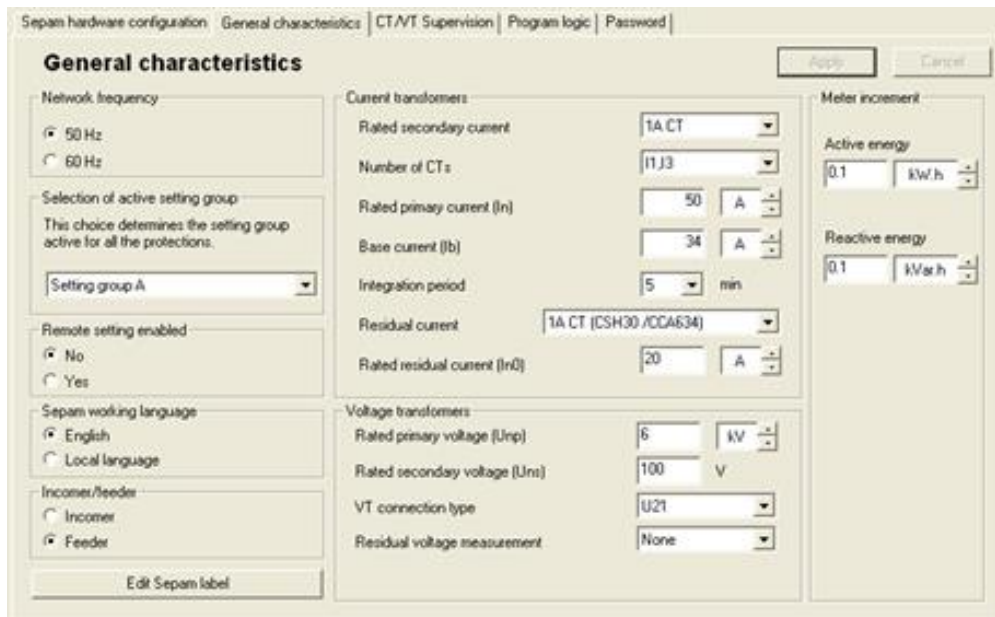 Sepam hardware configuration General characteristics CT/VT Supervision Program logic Password
General characteristics
Apply Cancel
Network frequency
50 Hz
60 Hz
Selection of active setting group
This choice determines the setting group
active for all the protections.
Setting group A
Remote setting enabled
No
Yes
Sepam working language
English
Local language
Incomer/feeder
Incomer
Feeder
Edit Sepam label
Current transformers
Rated secondary current 1A CT
Number of CTs I1,I3
Rated primary current (In) 50 A
Base current (Ib) 34 A
Integration period 5 min
Residual current 1A CT (CSH30 /CCA634)
Rated residual current (In0) 20 A
Voltage transformers
Rated primary voltage (Unp) 6 kV
Rated secondary voltage (Uns) 100 V
VT connection type U21
Residual voltage measurement None
Meter increment
Active energy
0.1 kW.h
Reactive energy
0.1 kVar.h